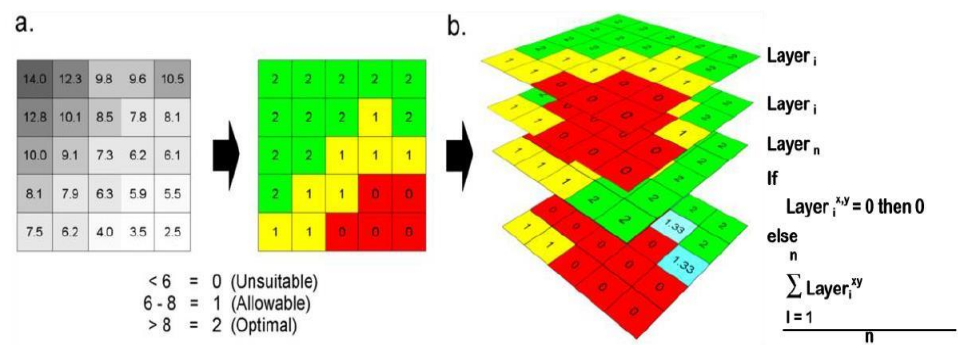 a.
14.0 12.3 9.8 9.6 10.5
12.8 10.1 8.5 7.8 8.1
10.0 9.1 7.3 6.2 6.1
8.1 7.9 6.3 5.9 5.5
7.5 6.2 4.0 3.5 2.5
2 2 2 2 2
2 2 2 1 2
2 2 1 1 1
2 1 1 0 0
1 1 0 0 0
< 6 = 0 (Unsuitable)
6 - 8 = 1 (Allowable)
> 8 = 2 (Optimal)
b.
Layer i
Layer i
Layer n
If
Layer i x,y = 0 then 0
else
n
∑ Layer i xy
I = 1
n
1.33
1.33